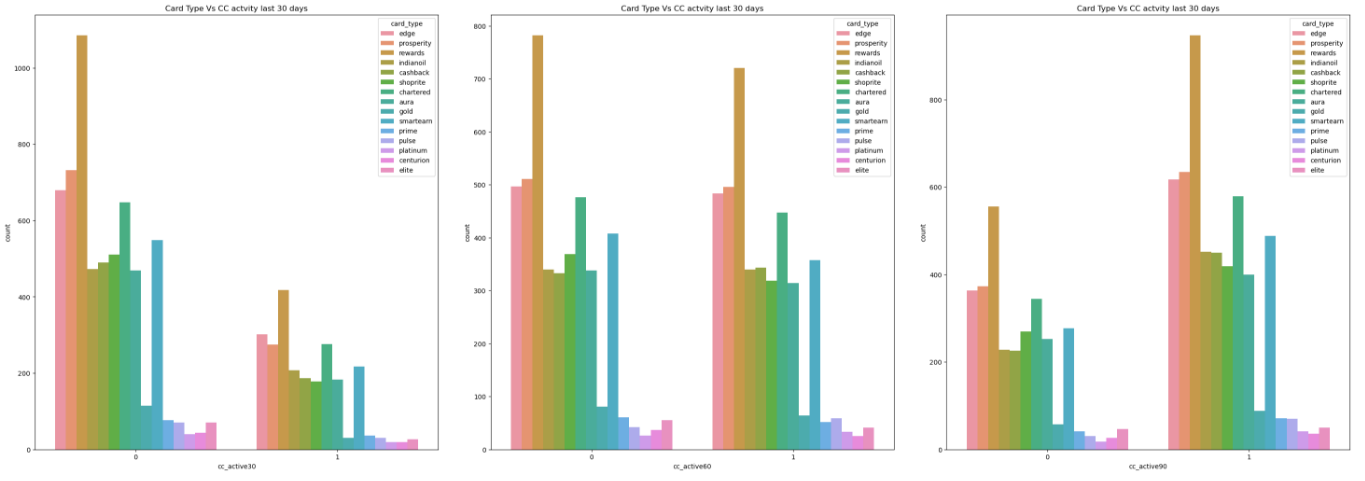 Card Type Vs CC actvity last 30 days
card_type
edge
prosperity
rewards
indianoil
cashback
shoprite
chartered
aura
gold
smartearn
prime
pulse
platinum
centurion
elite
count
1000
800
600
400
200
0
0 1
cc_active30
Card Type Vs CC actvity last 30 days
card_type
edge
prosperity
rewards
indianoil
cashback
shoprite
chartered
aura
gold
smartearn
prime
pulse
platinum
centurion
elite
count
800
700
600
500
400
300
200
100
0
0 1
cc_active60
Card Type Vs CC actvity last 30 days
card_type
edge
prosperity
rewards
indianoil
cashback
shoprite
chartered
aura
gold
smartearn
prime
pulse
platinum
centurion
elite
count
800
600
400
200
0
0 1
cc_active90